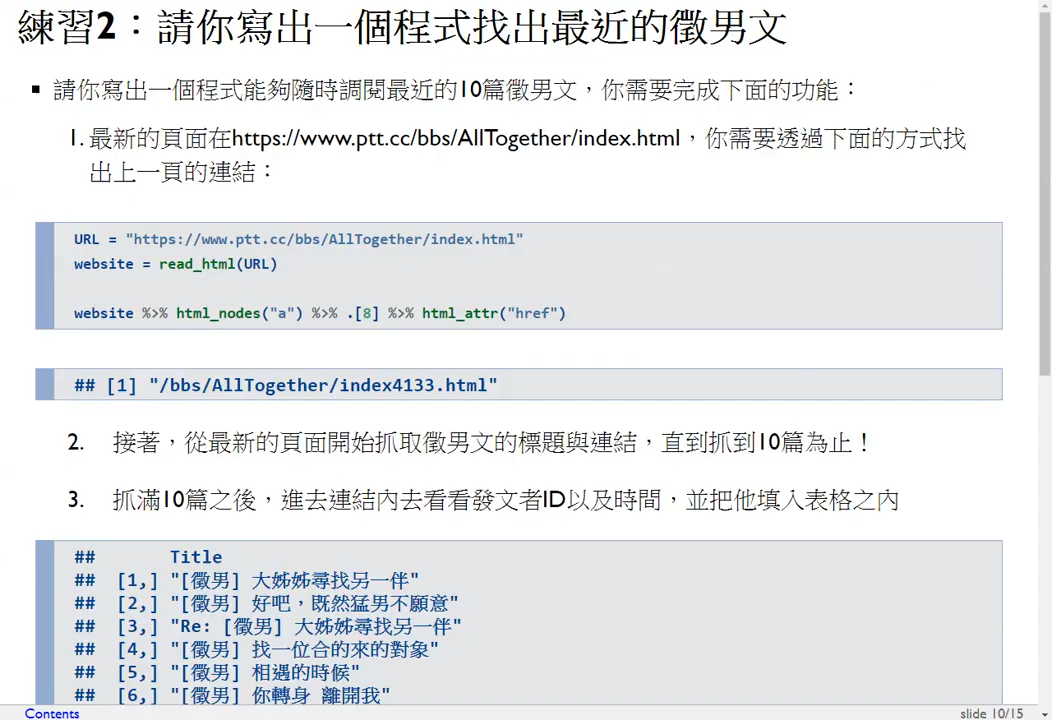 練習2：請你寫出一個程式找出最近的徵男文
▪ 請你寫出一個程式能夠隨時調閱最近的10篇徵男文，你需要完成下面的功能：
1. 最新的頁面在https://www.ptt.cc/bbs/AllTogether/index.html，你需要透過下面的方式找
出上一頁的連結：
URL = "https://www.ptt.cc/bbs/AllTogether/index.html"
website = read_html(URL)
website %>% html_nodes("a") %>% .[8] %>% html_attr("href")
## [1] "/bbs/AllTogether/index4133.html"
2. 接著，從最新的頁面開始抓取徵男文的標題與連結，直到抓到10篇為止！
3. 抓滿10篇之後，進去連結內去看看發文者ID以及時間，並把他填入表格之內
## Title
## [1,] "[徵男] 大姊姊尋找另一伴"
## [2,] "[徵男] 好吧，既然猛男不願意"
## [3,] "Re: [徵男] 大姊姊尋找另一伴"
## [4,] "[徵男] 找一位合的來的對象"
## [5,] "[徵男] 相遇的時候"
## [6,] "[徵男] 你轉身 離開我"
Contents
slide 10/15